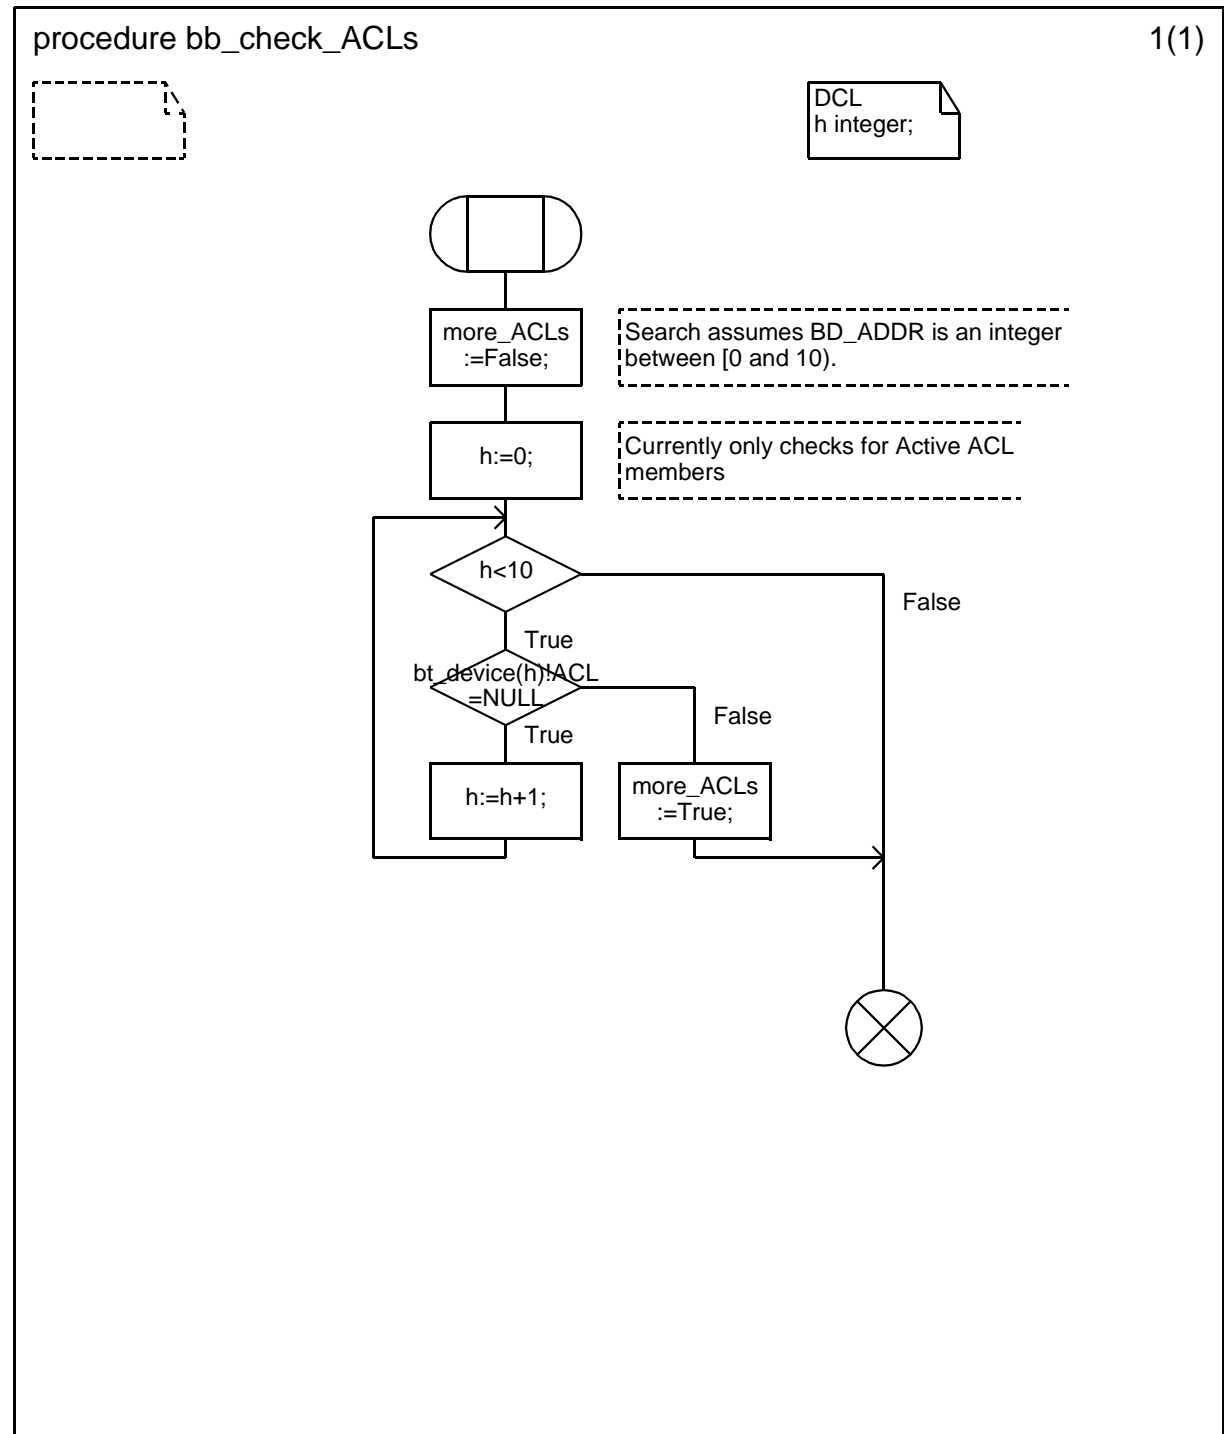 procedure bb_check_ACLs
1(1)
DCL
h integer;
more_ACLs
:=False;
Search assumes BD_ADDR is an integer
between [0 and 10).
h:=0;
Currently only checks for Active ACL
members
h<10
False
True
bt_device(h)!ACL
=NULL
False
True
h:=h+1;
more_ACLs
:=True;